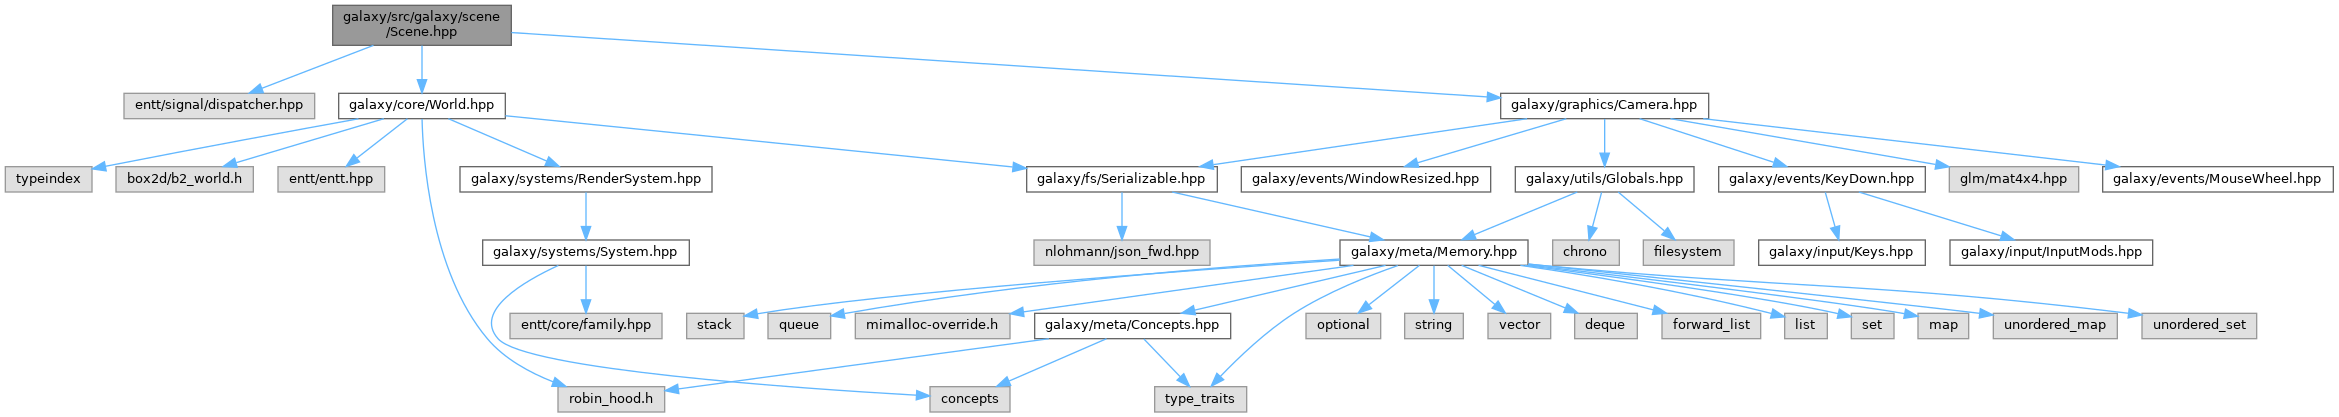 galaxy/src/galaxy/scene
/Scene.hpp
entt/signal/dispatcher.hpp
galaxy/core/World.hpp
galaxy/graphics/Camera.hpp
typeindex
box2d/b2_world.h
entt/entt.hpp
galaxy/systems/RenderSystem.hpp
galaxy/fs/Serializable.hpp
galaxy/events/WindowResized.hpp
galaxy/utils/Globals.hpp
galaxy/events/KeyDown.hpp
glm/mat4x4.hpp
galaxy/events/MouseWheel.hpp
galaxy/systems/System.hpp
nlohmann/json_fwd.hpp
galaxy/meta/Memory.hpp
chrono
filesystem
galaxy/input/Keys.hpp
galaxy/input/InputMods.hpp
entt/core/family.hpp
stack
queue
mimalloc-override.h
galaxy/meta/Concepts.hpp
optional
string
vector
deque
forward_list
list
set
map
unordered_map
unordered_set
robin_hood.h
concepts
type_traits